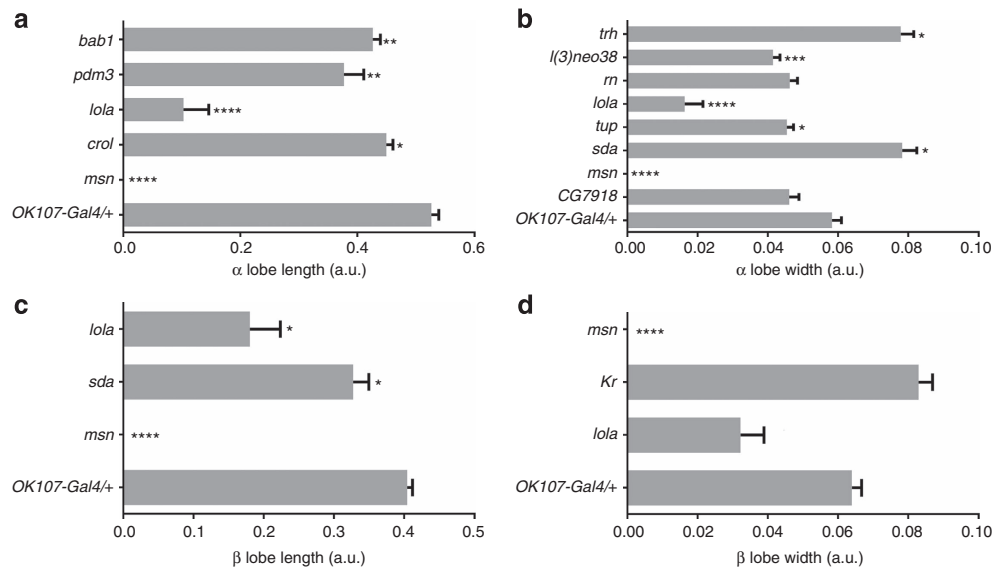 a
bab1 **
pdm3 **
lola ****
crol *
msn ****
OK107-Gal4/+
0.0 0.2 0.4 0.6
α lobe length (a.u.)
b
trh *
l(3)neo38 ***
rn
lola ****
tup *
sda *
msn ****
CG7918
OK107-Gal4/+
0.00 0.02 0.04 0.06 0.08 0.10
α lobe width (a.u.)
c
lola *
sda *
msn ****
OK107-Gal4/+
0.0 0.1 0.2 0.3 0.4 0.5
β lobe length (a.u.)
d
msn ****
Kr
lola
OK107-Gal4/+
0.00 0.02 0.04 0.06 0.08 0.10
β lobe width (a.u.)